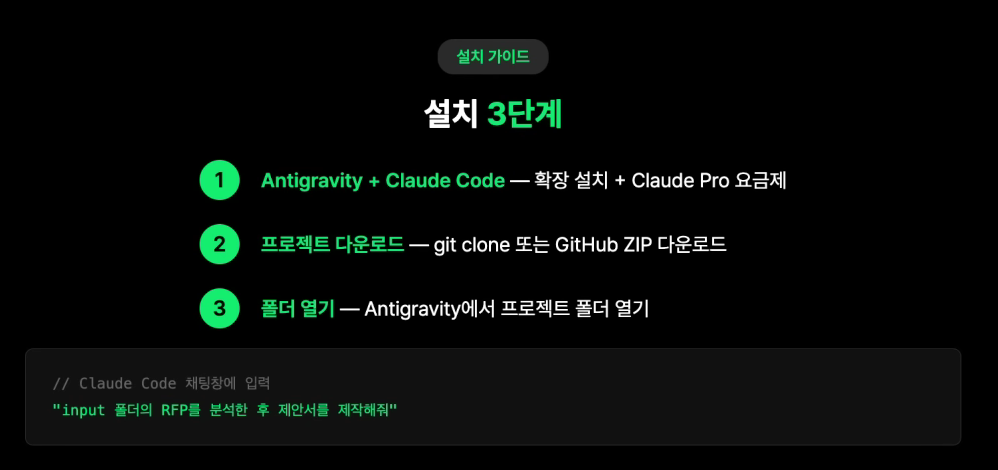 설치 가이드
설치 3단계
1 Antigravity + Claude Code — 확장 설치 + Claude Pro 요금제
2 프로젝트 다운로드 — git clone 또는 GitHub ZIP 다운로드
3 폴더 열기 — Antigravity에서 프로젝트 폴더 열기
// Claude Code 채팅창에 입력
"input 폴더의 RFP를 분석한 후 제안서를 제작해줘"